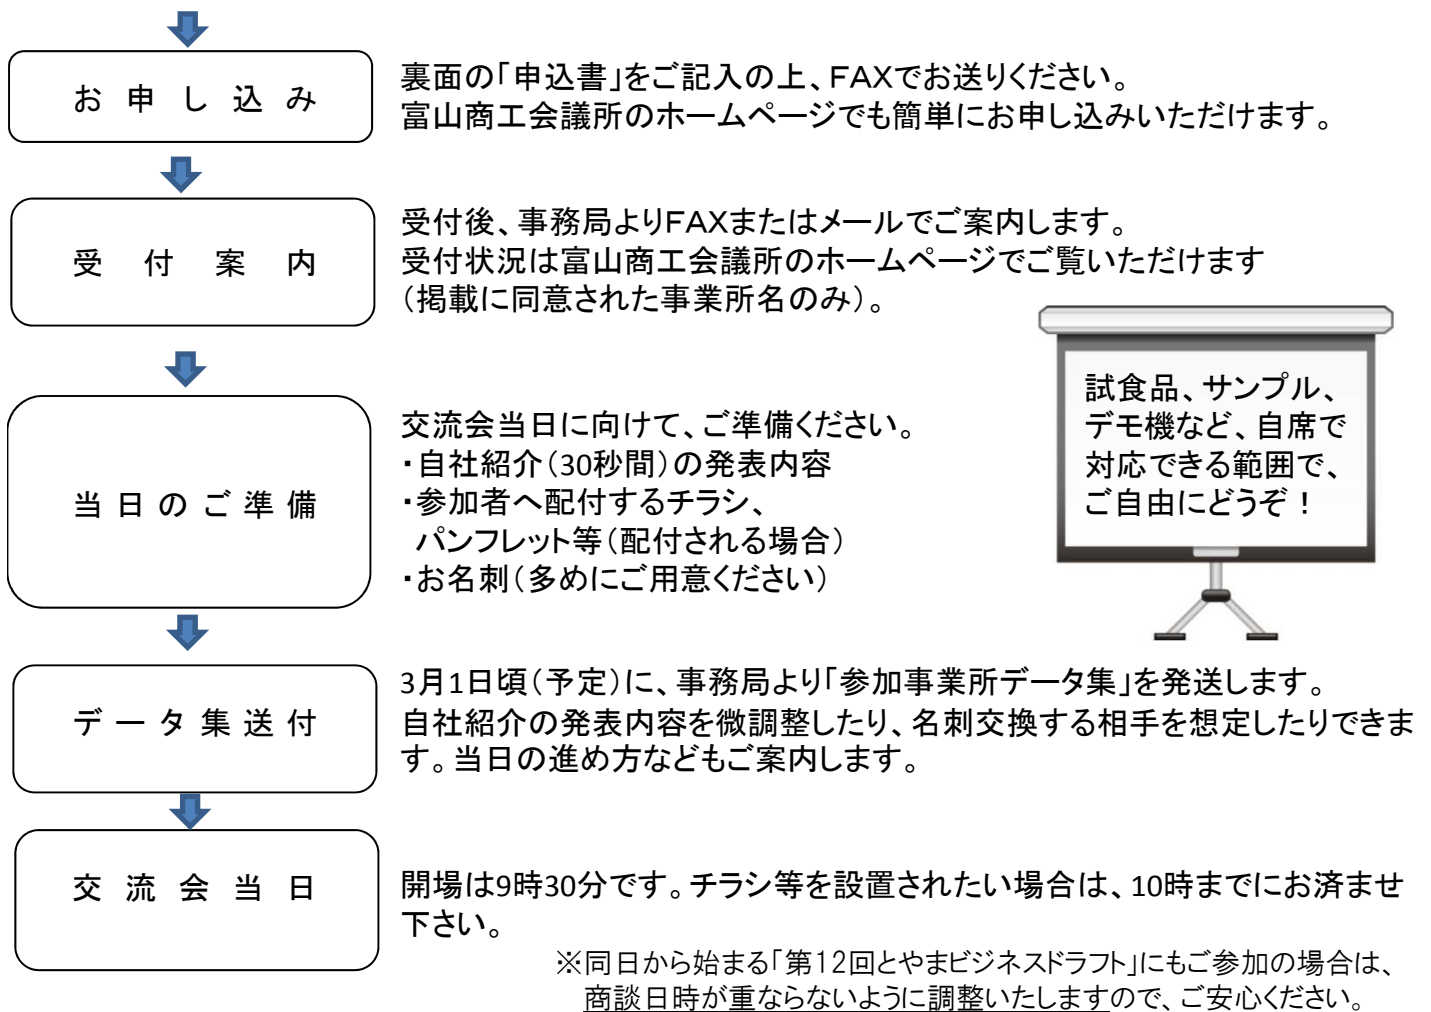 お申し込み
裏面の「申込書」をご記入の上、FAXでお送りください。
富山商工会議所のホームページでも簡単にお申し込みいただけます。
受付案内
受付後、事務局よりFAXまたはメールでご案内します。
受付状況は富山商工会議所のホームページでご覧いただけます
(掲載に同意された事業所名のみ)。
当日のご準備
交流会当日に向けて、ご準備ください。
・自社紹介(30秒間)の発表内容
・参加者へ配付するチラシ、
パンフレット等(配付される場合)
・お名刺(多めにご用意ください)
試食品、サンプル、
デモ機など、自席で
対応できる範囲で、
ご自由にどうぞ!
データ集送付
3月1日頃(予定)に、事務局より「参加事業所データ集」を発送します。
自社紹介の発表内容を微調整したり、名刺交換する相手を想定したりできま
す。当日の進め方などもご案内します。
交流会当日
開場は9時30分です。チラシ等を設置されたい場合は、10時までにお済ませ
下さい。
※同日から始まる「第12回とやまビジネスドラフト」にもご参加の場合は、
商談日時が重ならないように調整いたしますので、ご安心ください。